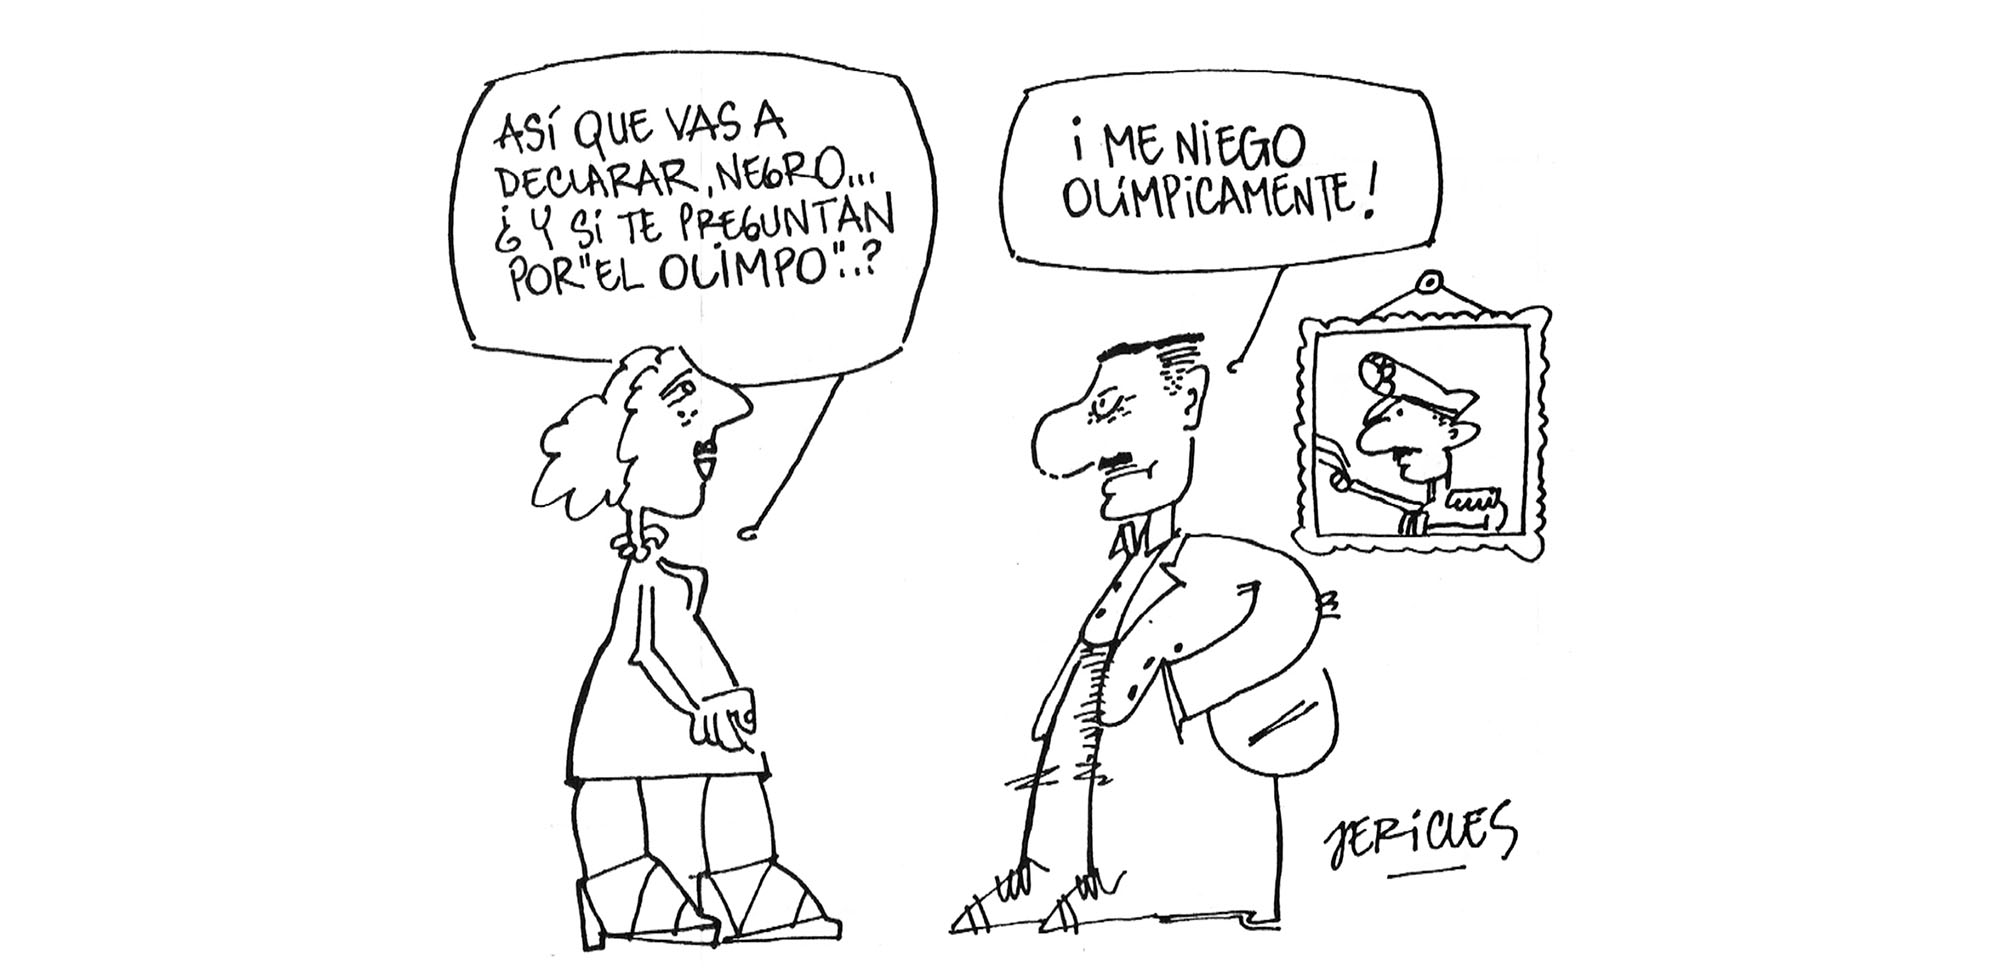 ASÍ QUE VAS A
DECLARAR, NEGRO...
¿Y SI TE PREGUNTAN
POR "EL OLIMPO"..?
¡ME NIEGO
OLÍMPICAMENTE!
JERICLES